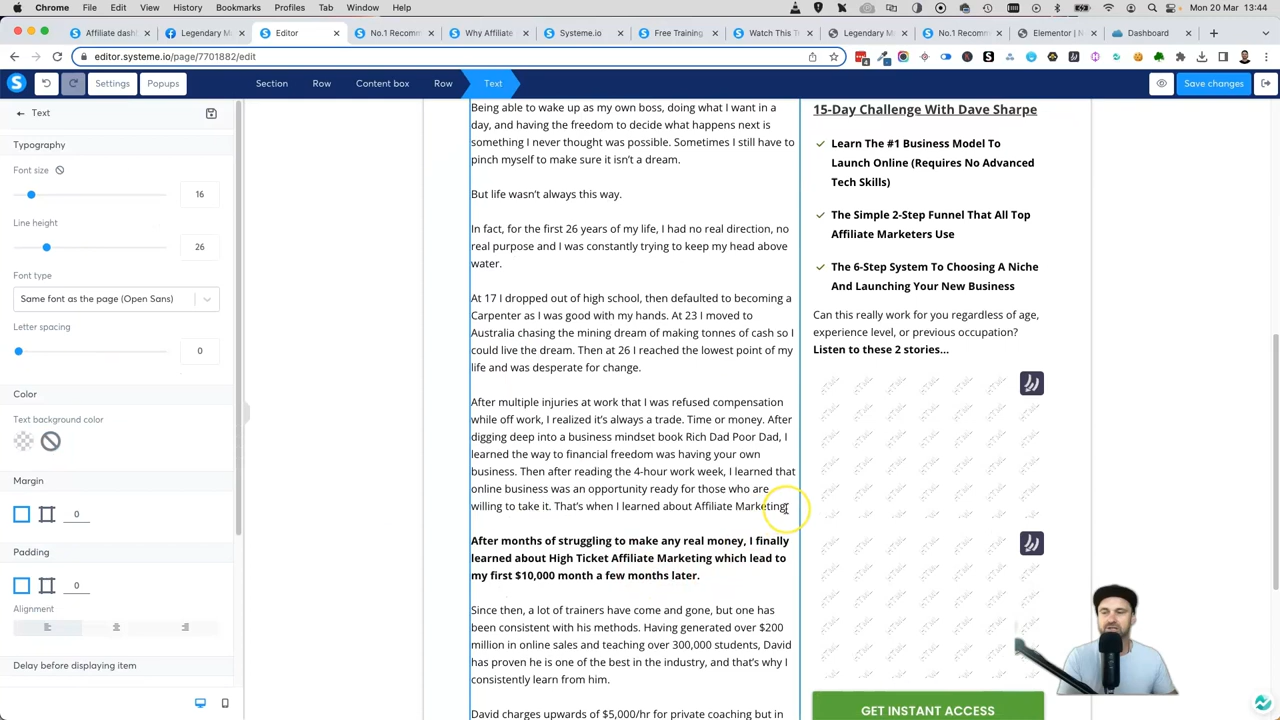 Chrome File Edit View History Bookmarks Profiles Tab Window Help
Mon 20 Mar 13:44
Affiliate dash
Legendary M
Editor
No.1 Recomm
Why Affiliate
Systeme.io
Free Training
Watch This T
Legendary M
No.1 Recomm
Elementor | N
Dashboard
editor.systeme.io/page/7701882/edit
Settings
Popups
Section
Row
Content box
Row
Text
Save changes
Text
Typography
Font size
16
Line height
26
Font type
Same font as the page (Open Sans)
Letter spacing
0
Color
Text background color
Margin
0
Padding
0
Alignment
Delay before displaying item
Being able to wake up as my own boss, doing what I want in a
day, and having the freedom to decide what happens next is
something I never thought was possible. Sometimes I still have to
pinch myself to make sure it isn't a dream.
But life wasn't always this way.
In fact, for the first 26 years of my life, I had no real direction, no
real purpose and I was constantly trying to keep my head above
water.
At 17 I dropped out of high school, then defaulted to becoming a
Carpenter as I was good with my hands. At 23 I moved to
Australia chasing the mining dream of making tonnes of cash so I
could live the dream. Then at 26 I reached the lowest point of my
life and was desperate for change.
After multiple injuries at work that I was refused compensation
while off work, I realized it's always a trade. Time or money. After
digging deep into a business mindset book Rich Dad Poor Dad, I
learned the way to financial freedom was having your own
business. Then after reading the 4-hour work week, I learned that
online business was an opportunity ready for those who are
willing to take it. That's when I learned about Affiliate Marketing.
After months of struggling to make any real money, I finally
learned about High Ticket Affiliate Marketing which lead to
my first $10,000 month a few months later.
Since then, a lot of trainers have come and gone, but one has
been consistent with his methods. Having generated over $200
million in online sales and teaching over 300,000 students, David
has proven he is one of the best in the industry, and that's why I
consistently learn from him.
David charges upwards of $5,000/hr for private coaching but in
15-Day Challenge With Dave Sharpe
Learn The #1 Business Model To
Launch Online (Requires No Advanced
Tech Skills)
The Simple 2-Step Funnel That All Top
Affiliate Marketers Use
The 6-Step System To Choosing A Niche
And Launching Your New Business
Can this really work for you regardless of age,
experience level, or previous occupation?
Listen to these 2 stories...
GET INSTANT ACCESS